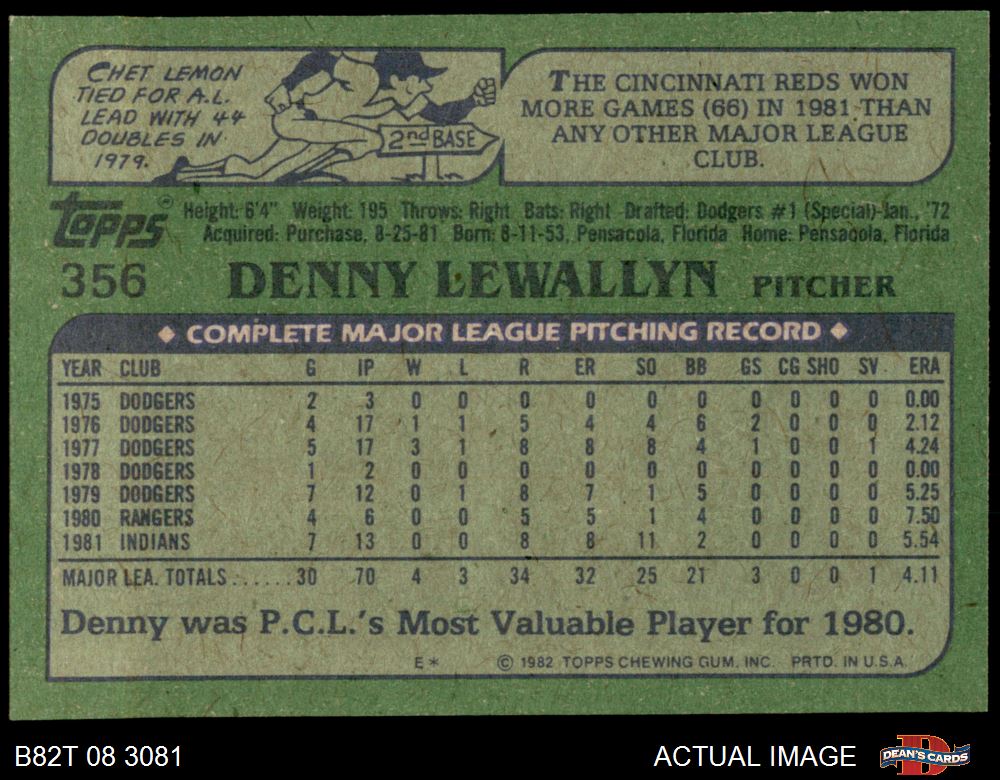 CHET LEMON
TIED FOR A.L.
LEAD WITH 44
DOUBLES IN
1979.
2nd BASE
THE CINCINNATI REDS WON
MORE GAMES (66) IN 1981 THAN
ANY OTHER MAJOR LEAGUE
CLUB.
Topps®
Height: 6'4" Weight: 195 Throws: Right Bats: Right Drafted: Dodgers #1 (Special)-Jan., '72
Acquired: Purchase, 8-25-81 Born: 8-11-53, Pensacola, Florida Home: Pensacola, Florida
356 DENNY LEWALLYN PITCHER
◆ COMPLETE MAJOR LEAGUE PITCHING RECORD ◆
YEAR CLUB G IP W L R ER SO BB GS CG SHO SV ERA
1975 DODGERS 2 3 0 0 0 0 0 0 0 0 0 0 0.00
1976 DODGERS 4 17 1 1 5 4 4 6 2 0 0 0 2.12
1977 DODGERS 5 17 3 1 8 8 8 4 1 0 0 1 4.24
1978 DODGERS 1 2 0 0 0 0 0 0 0 0 0 0 0.00
1979 DODGERS 7 12 0 1 8 7 1 5 0 0 0 0 5.25
1980 RANGERS 4 6 0 0 5 5 1 4 0 0 0 0 7.50
1981 INDIANS 7 13 0 0 8 8 11 2 0 0 0 0 5.54
MAJOR LEA. TOTALS......30 70 4 3 34 32 25 21 3 0 0 1 4.11
Denny was P.C.L.'s Most Valuable Player for 1980.
E* © 1982 TOPPS CHEWING GUM, INC. PRTD. IN U.S.A.
B82T 08 3081 ACTUAL IMAGE DEAN'S CARDS